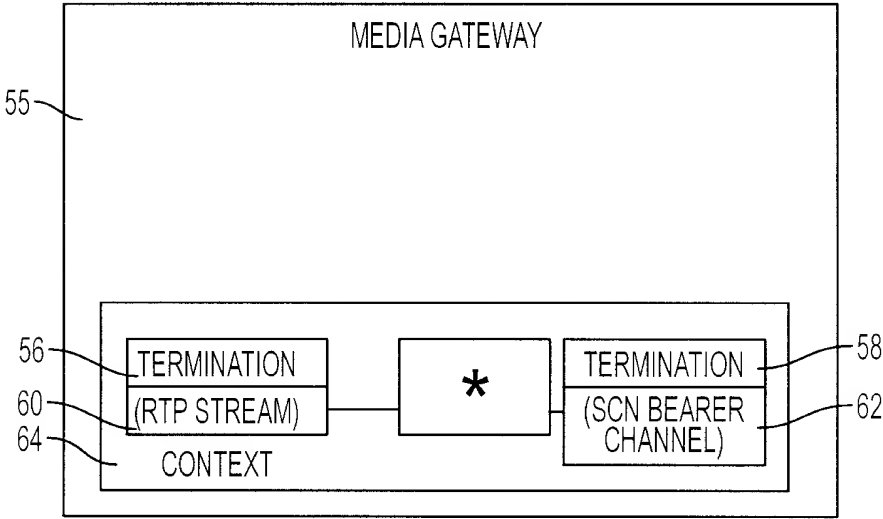 MEDIA GATEWAY
55
56
TERMINATION
*
TERMINATION
58
60
(RTP STREAM)
(SCN BEARER
CHANNEL)
62
64
CONTEXT